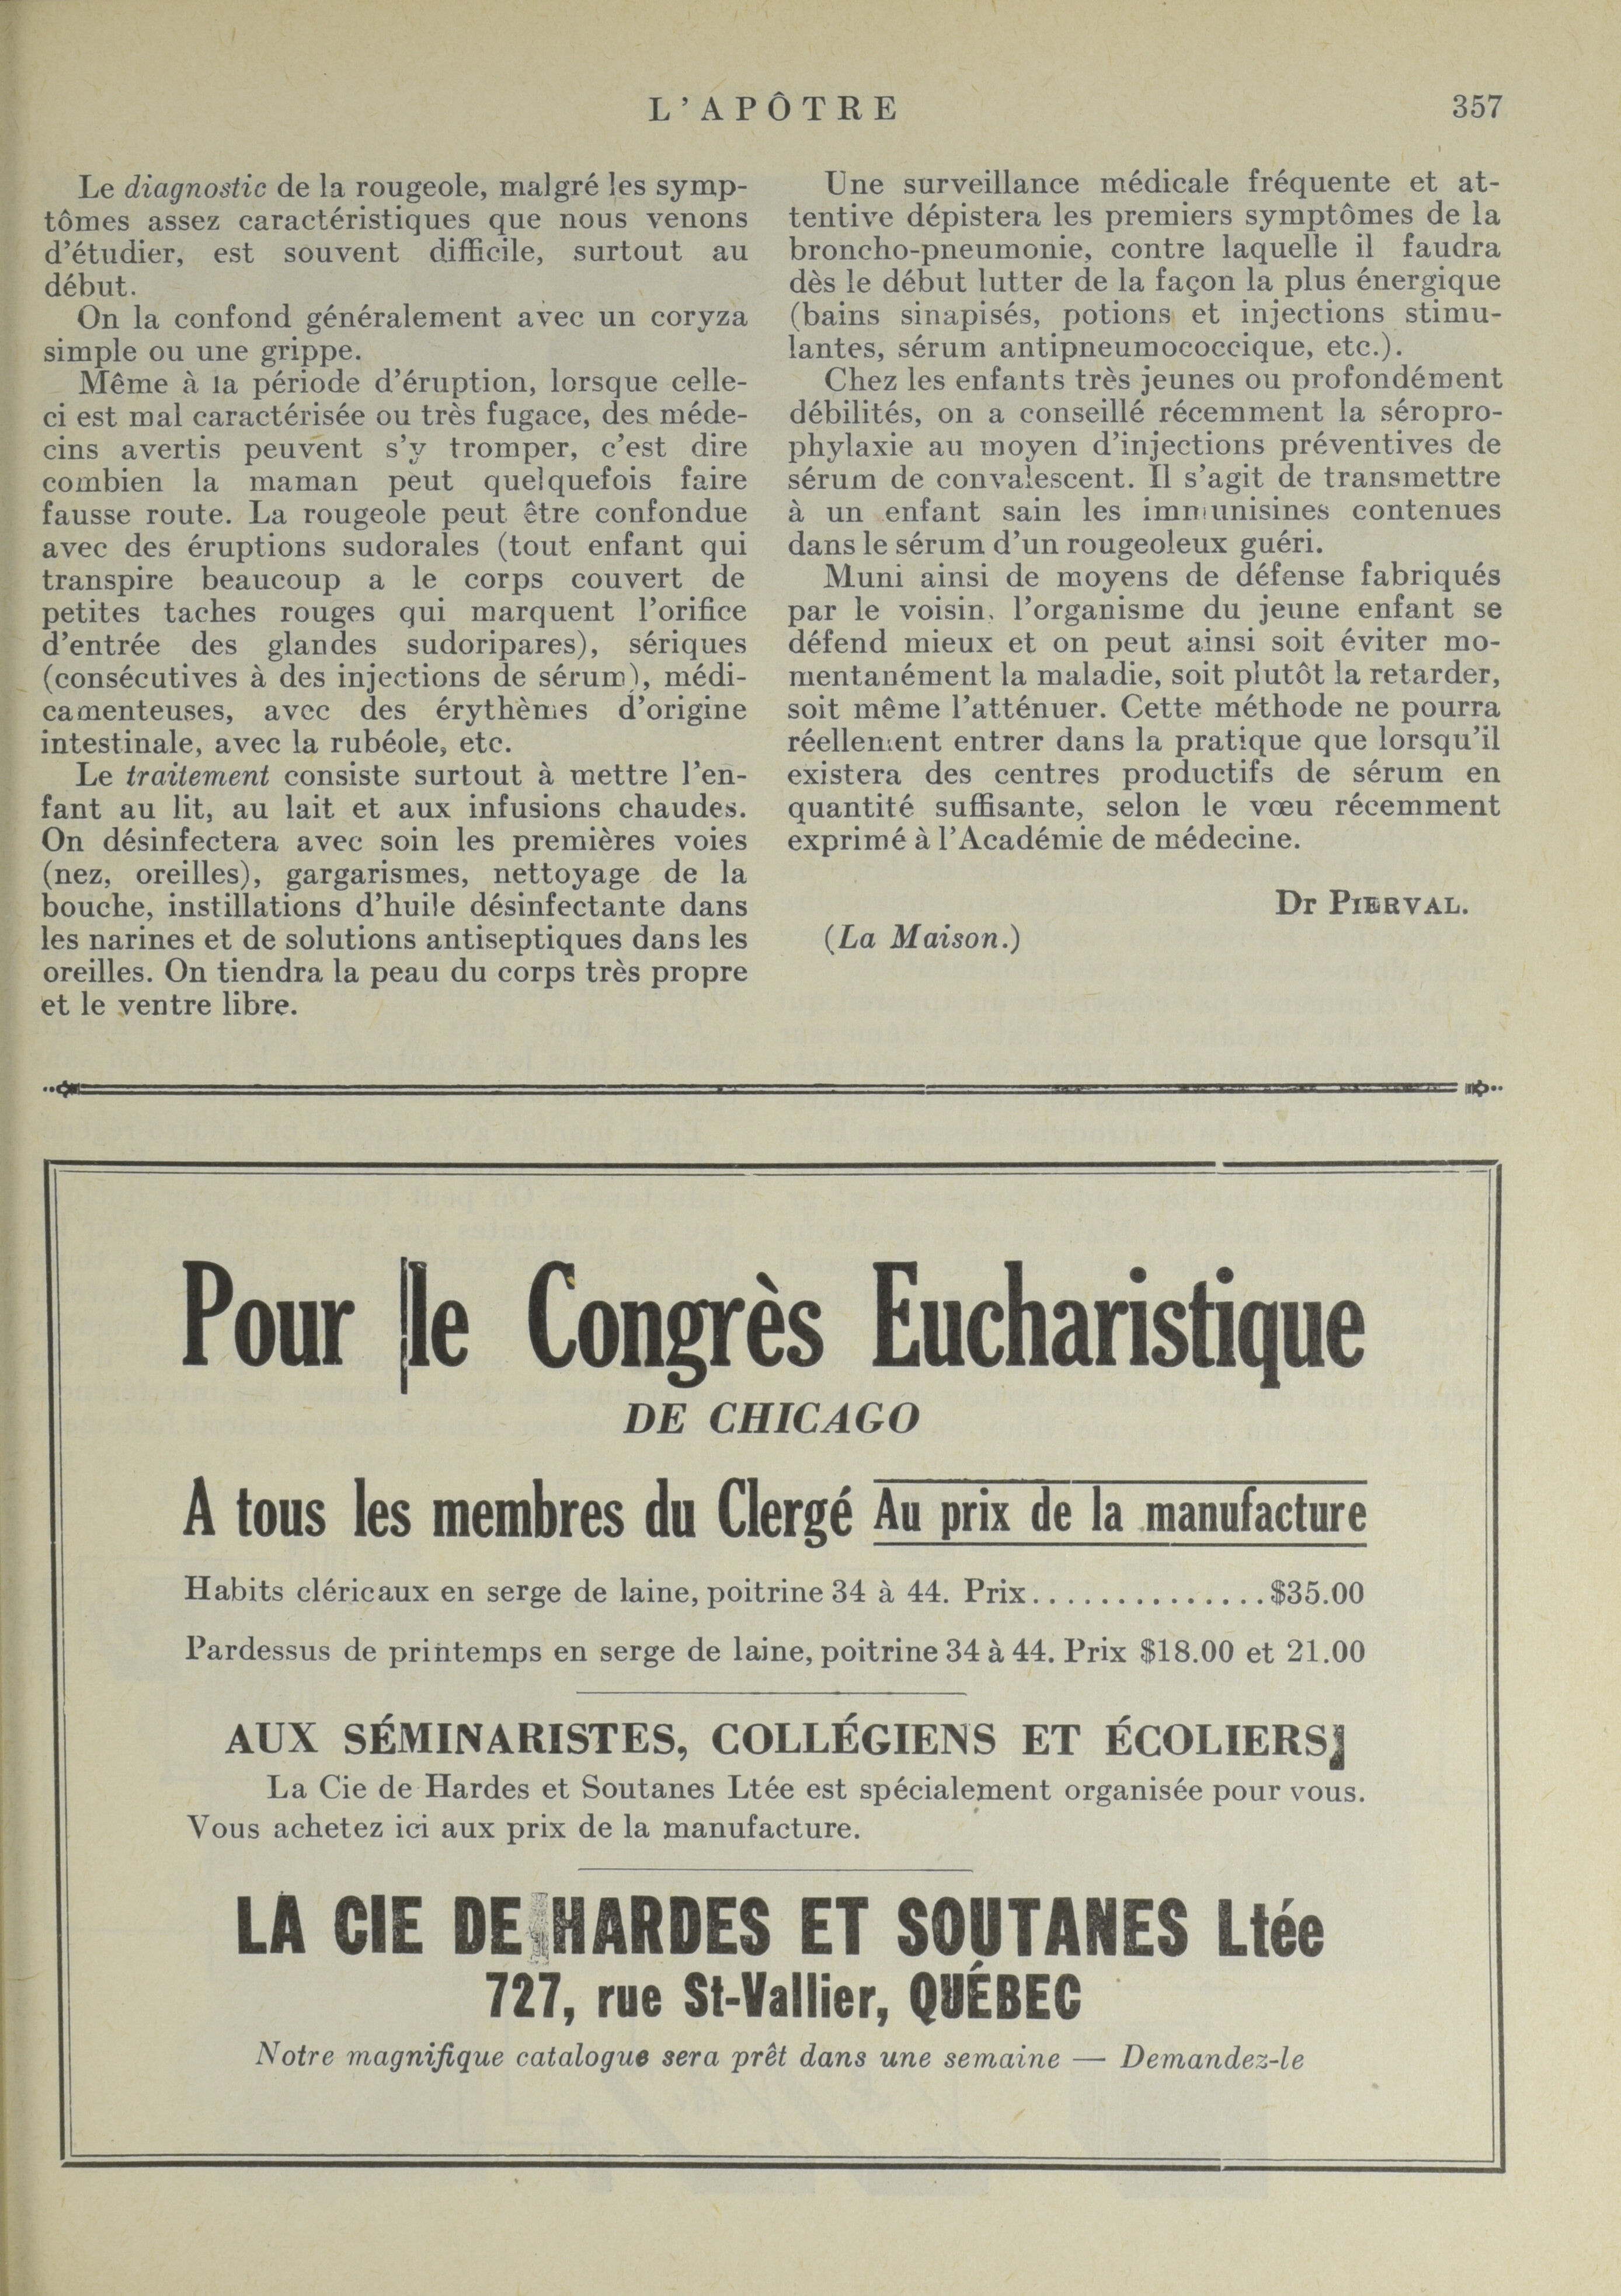 L'APÔTRE
357
Le diagnostic de la rougeole, malgré les symp-
tômes assez caractéristiques que nous venons
d'étudier, est souvent difficile, surtout au
début.
On la confond généralement avec un coryza
simple ou une grippe.
Même à la période d'éruption, lorsque celle-
ci est mal caractérisée ou très fugace, des méde-
cins avertis peuvent s'y tromper, c'est dire
combien la maman peut quelquefois faire
fausse route. La rougeole peut être confondue
avec des éruptions sudorales (tout enfant qui
transpire beaucoup a le corps couvert de
petites taches rouges qui marquent l'orifice
d'entrée des glandes sudoripares), sériques
(consécutives à des injections de sérum), médi-
camenteuses, avec des érythèmes d'origine
intestinale, avec la rubéole, etc.
Le traitement consiste surtout à mettre l'en-
fant au lit, au lait et aux infusions chaudes.
On désinfectera avec soin les premières voies
(nez, oreilles), gargarismes, nettoyage de la
bouche, instillations d'huile désinfectante dans
les narines et de solutions antiseptiques dans les
oreilles. On tiendra la peau du corps très propre
et le ventre libre.
Une surveillance médicale fréquente et at-
tentive dépistera les premiers symptômes de la
broncho-pneumonie, contre laquelle il faudra
dès le début lutter de la façon la plus énergique
(bains sinapisés, potions et injections stimu-
lantes, sérum antipneumococcique, etc.).
Chez les enfants très jeunes ou profondément
débilités, on a conseillé récemment la séropro-
phylaxie au moyen d'injections préventives de
sérum de convalescent. Il s'agit de transmettre
à un enfant sain les immunisines contenues
dans le sérum d'un rougeoleux guéri.
Muni ainsi de moyens de défense fabriqués
par le voisin, l'organisme du jeune enfant se
défend mieux et on peut ainsi soit éviter mo-
mentanément la maladie, soit plutôt la retarder,
soit même l'atténuer. Cette méthode ne pourra
réellement entrer dans la pratique que lorsqu'il
existera des centres productifs de sérum en
quantité suffisante, selon le vœu récemment
exprimé à l'Académie de médecine.
Dr PIERVAL.
(La Maison.)
Pour le Congrès Eucharistique
DE CHICAGO
A tous les membres du Clergé Au prix de la manufacture
Habits cléricaux en serge de laine, poitrine 34 à 44. Prix...............$35.00
Pardessus de printemps en serge de laine, poitrine 34 à 44. Prix $18.00 et 21.00
AUX SÉMINARISTES, COLLÉGIENS ET ÉCOLIERS
La Cie de Hardes et Soutanes Ltée est spécialement organisée pour vous.
Vous achetez ici aux prix de la manufacture.
LA CIE DE HARDES ET SOUTANES Ltée
727, rue St-Vallier, QUÉBEC
Notre magnifique catalogue sera prêt dans une semaine — Demandez-le